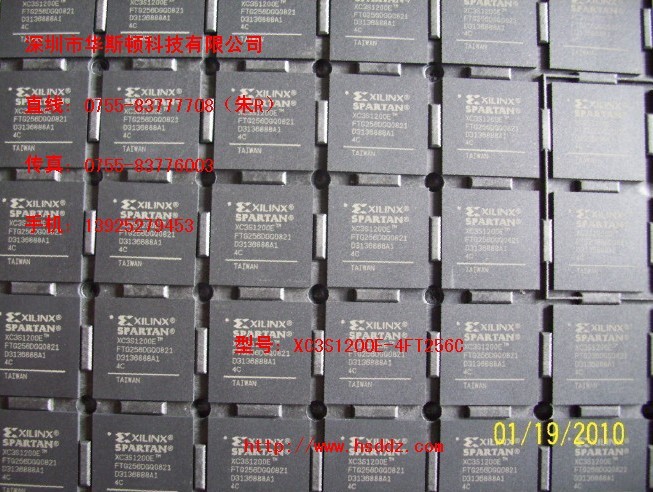 深圳市华斯顿科技有限公司
直线: 0755-83777708 (朱R)
传真: 0755-83776003
手机: 13925279453
型号: XC3S1200E-4FT256C
http://www.hsddz.com
01/19/2010
XILINX®
SPARTAN®
XC3S1200E™
FTG256DGQ0821
D3136888A1
4C
TAIWAN